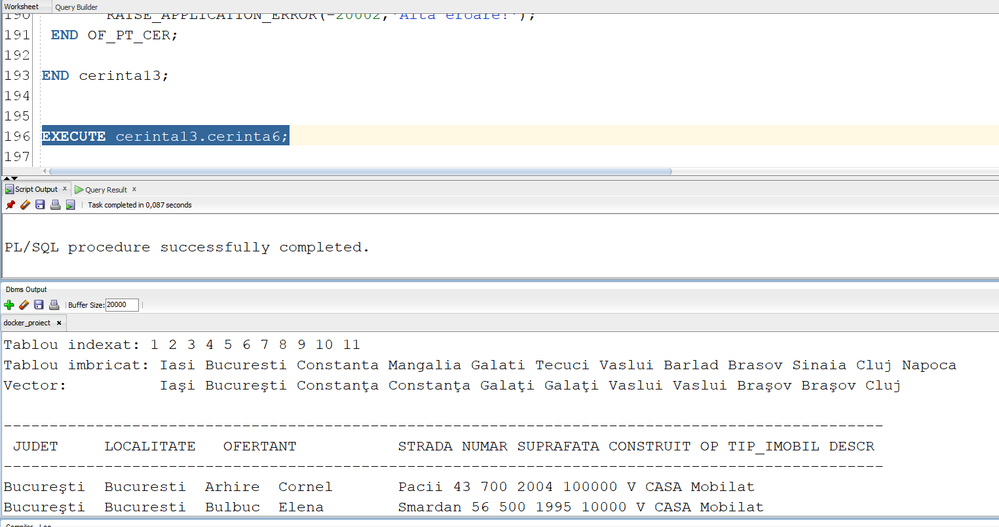 Worksheet Query Builder
190 RAISE_APPLICATION_ERROR(-20002,'Alta eroare!');
191 END OF_PT_CER;
192
193 END cerinta13;
194
195
196 EXECUTE cerinta13.cerinta6;
197
Script Output x Query Result x
Task completed in 0,087 seconds
PL/SQL procedure successfully completed.
Dbms Output
Buffer Size: 20000
docker_proiect x
Tablou indexat: 1 2 3 4 5 6 7 8 9 10 11
Tablou imbricat: Iasi Bucuresti Constanta Mangalia Galati Tecuci Vaslui Barlad Brasov Sinaia Cluj Napoca
Vector: Iaşi Bucureşti Constanţa Constanţa Galaţi Galaţi Vaslui Vaslui Braşov Braşov Cluj
------------------------------------------------------------------------------------------------
JUDET LOCALITATE OFERTANT STRADA NUMAR SUPRAFATA CONSTRUIT OP TIP_IMOBIL DESCR
------------------------------------------------------------------------------------------------
Bucureşti Bucuresti Arhire Cornel Pacii 43 700 2004 100000 V CASA Mobilat
Bucureşti Bucuresti Bulbuc Elena Smardan 56 500 1995 10000 V CASA Mobilat
Compiler - Log